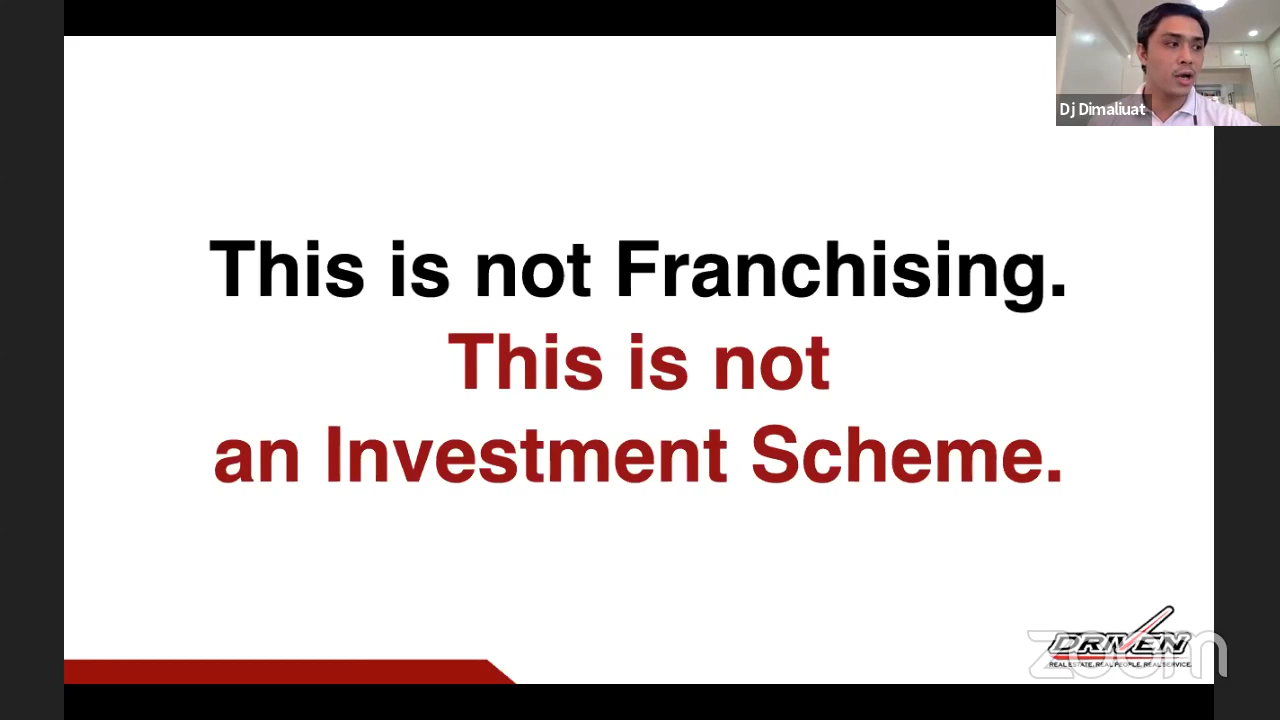 Dj Dimaliuat
This is not Franchising.
This is not
an Investment Scheme.
DRIVEN
REAL ESTATE. REAL PEOPLE. REAL SERVICE.
zoom